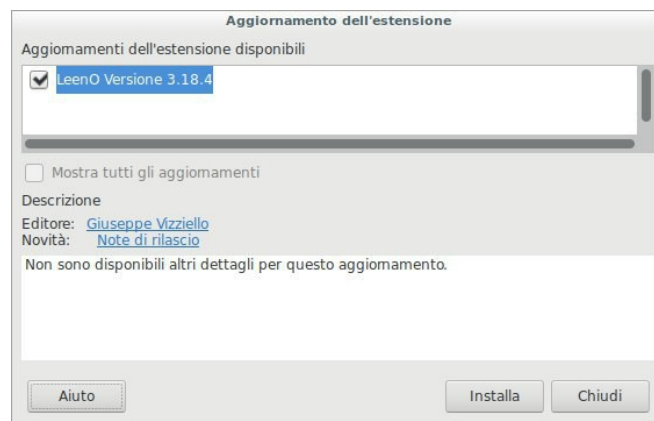 Aggiornamento dell'estensione
Aggiornamenti dell'estensione disponibili
LeenO Versione 3.18.4
Mostra tutti gli aggiornamenti
Descrizione
Editore: Giuseppe Vizziello
Novità: Note di rilascio
Non sono disponibili altri dettagli per questo aggiornamento.
Aiuto Installa Chiudi